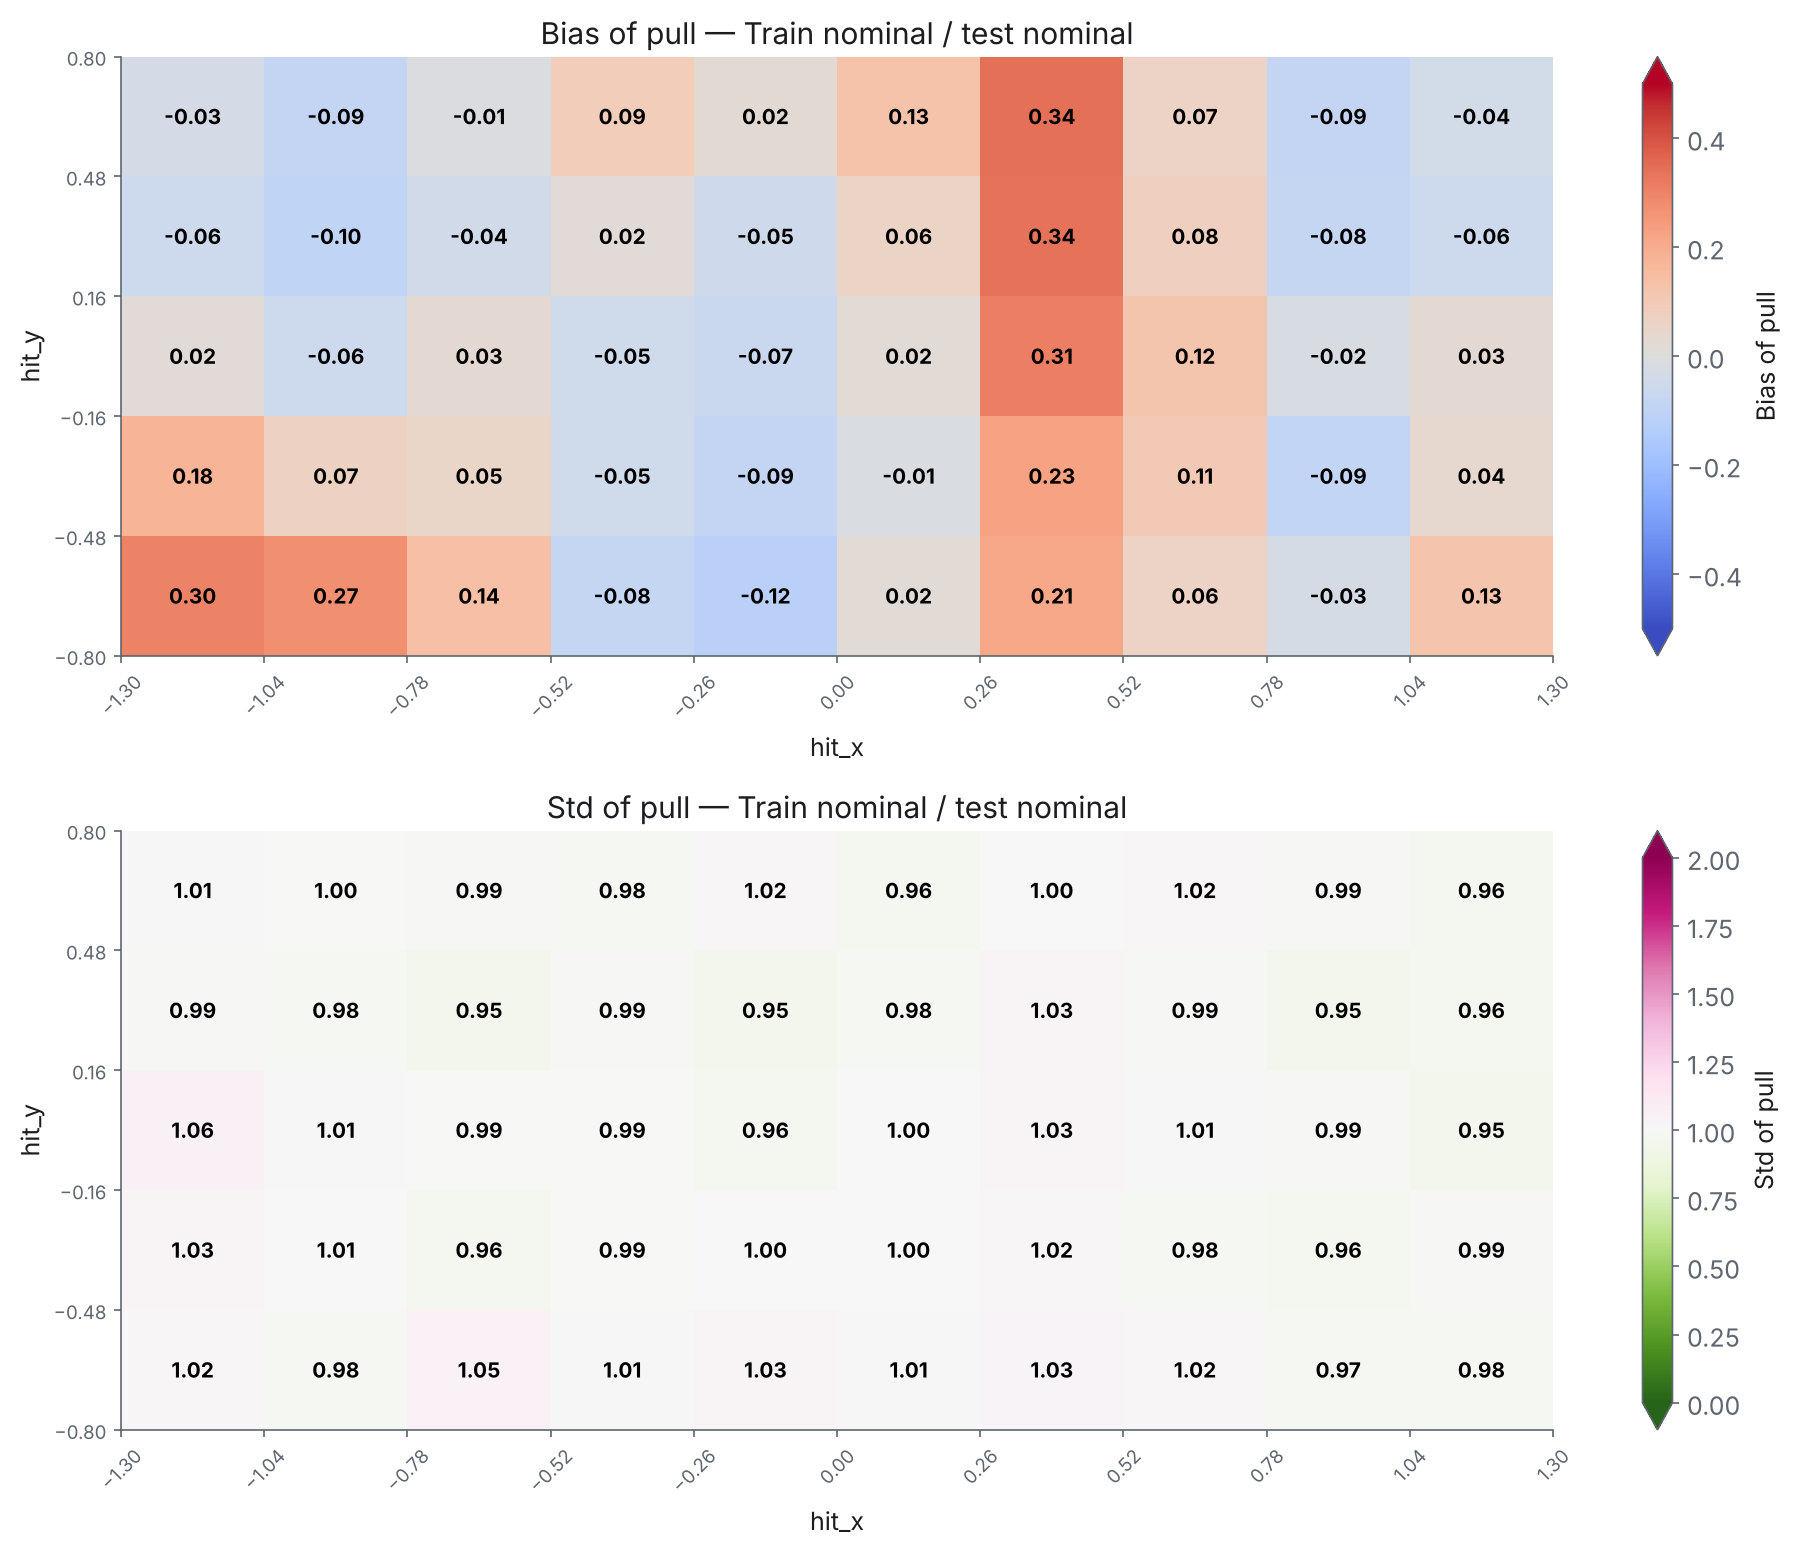 Bias of pull — Train nominal / test nominal
0.80
-0.03 -0.09 -0.01 0.09 0.02 0.13 0.34 0.07 -0.09 -0.04
0.48
-0.06 -0.10 -0.04 0.02 -0.05 0.06 0.34 0.08 -0.08 -0.06
0.16
0.02 -0.06 0.03 -0.05 -0.07 0.02 0.31 0.12 -0.02 0.03
−0.16
0.18 0.07 0.05 -0.05 -0.09 -0.01 0.23 0.11 -0.09 0.04
−0.48
0.30 0.27 0.14 -0.08 -0.12 0.02 0.21 0.06 -0.03 0.13
−0.80
hit_y
−1.30 −1.04 −0.78 −0.52 −0.26 0.00 0.26 0.52 0.78 1.04 1.30
hit_x
0.4
0.2
0.0
−0.2
−0.4
Bias of pull
Std of pull — Train nominal / test nominal
0.80
1.01 1.00 0.99 0.98 1.02 0.96 1.00 1.02 0.99 0.96
0.48
0.99 0.98 0.95 0.99 0.95 0.98 1.03 0.99 0.95 0.96
0.16
1.06 1.01 0.99 0.99 0.96 1.00 1.03 1.01 0.99 0.95
−0.16
1.03 1.01 0.96 0.99 1.00 1.00 1.02 0.98 0.96 0.99
−0.48
1.02 0.98 1.05 1.01 1.03 1.01 1.03 1.02 0.97 0.98
−0.80
hit_y
−1.30 −1.04 −0.78 −0.52 −0.26 0.00 0.26 0.52 0.78 1.04 1.30
hit_x
2.00
1.75
1.50
1.25
1.00
0.75
0.50
0.25
0.00
Std of pull